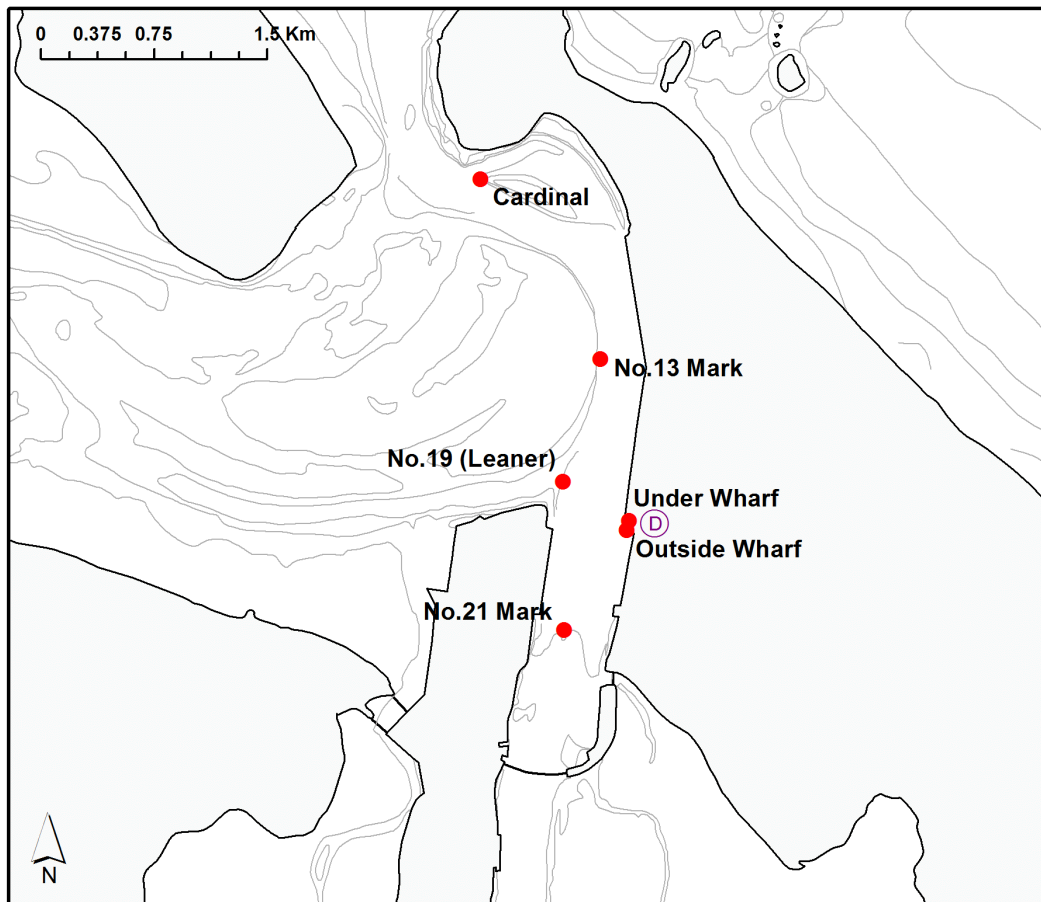 0 0.375 0.75 1.5 Km
Cardinal
No.13 Mark
No.19 (Leaner)
Under Wharf
D
Outside Wharf
No.21 Mark
N